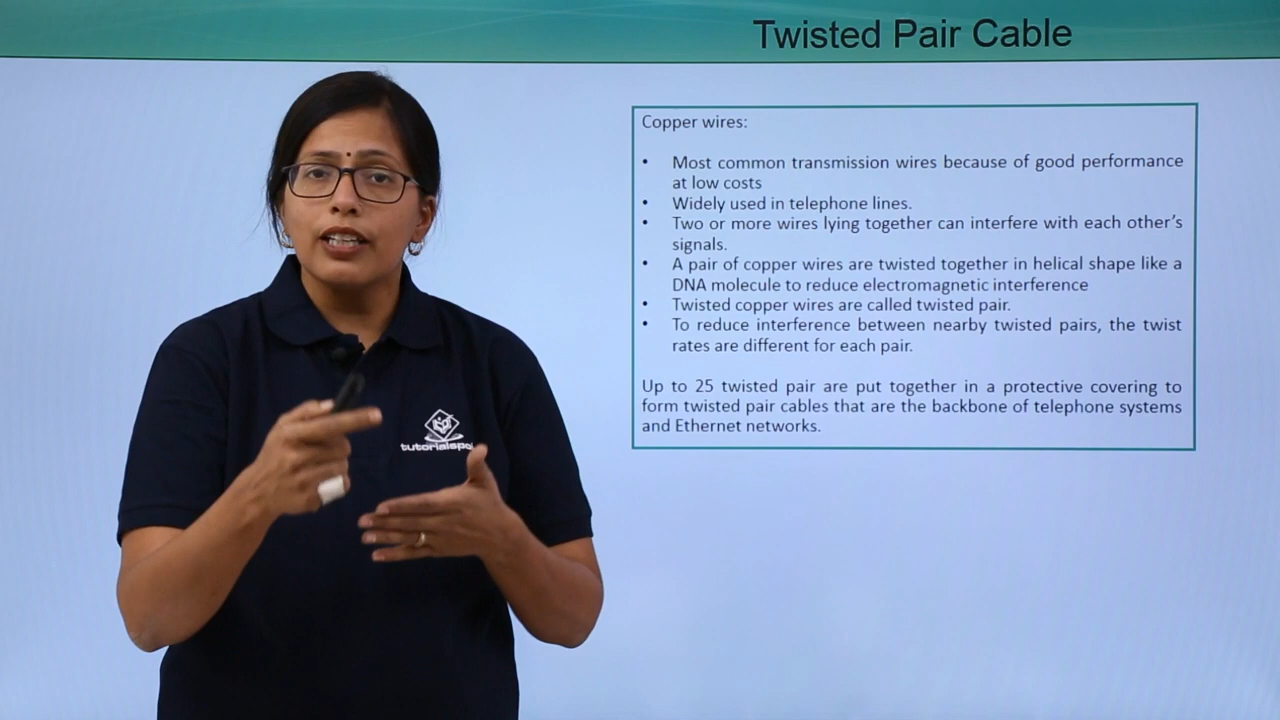 Twisted Pair Cable
Copper wires:
• Most common transmission wires because of good performance
at low costs
• Widely used in telephone lines.
• Two or more wires lying together can interfere with each other’s
signals.
• A pair of copper wires are twisted together in helical shape like a
DNA molecule to reduce electromagnetic interference
• Twisted copper wires are called twisted pair.
• To reduce interference between nearby twisted pairs, the twist
rates are different for each pair.
Up to 25 twisted pair are put together in a protective covering to
form twisted pair cables that are the backbone of telephone systems
and Ethernet networks.